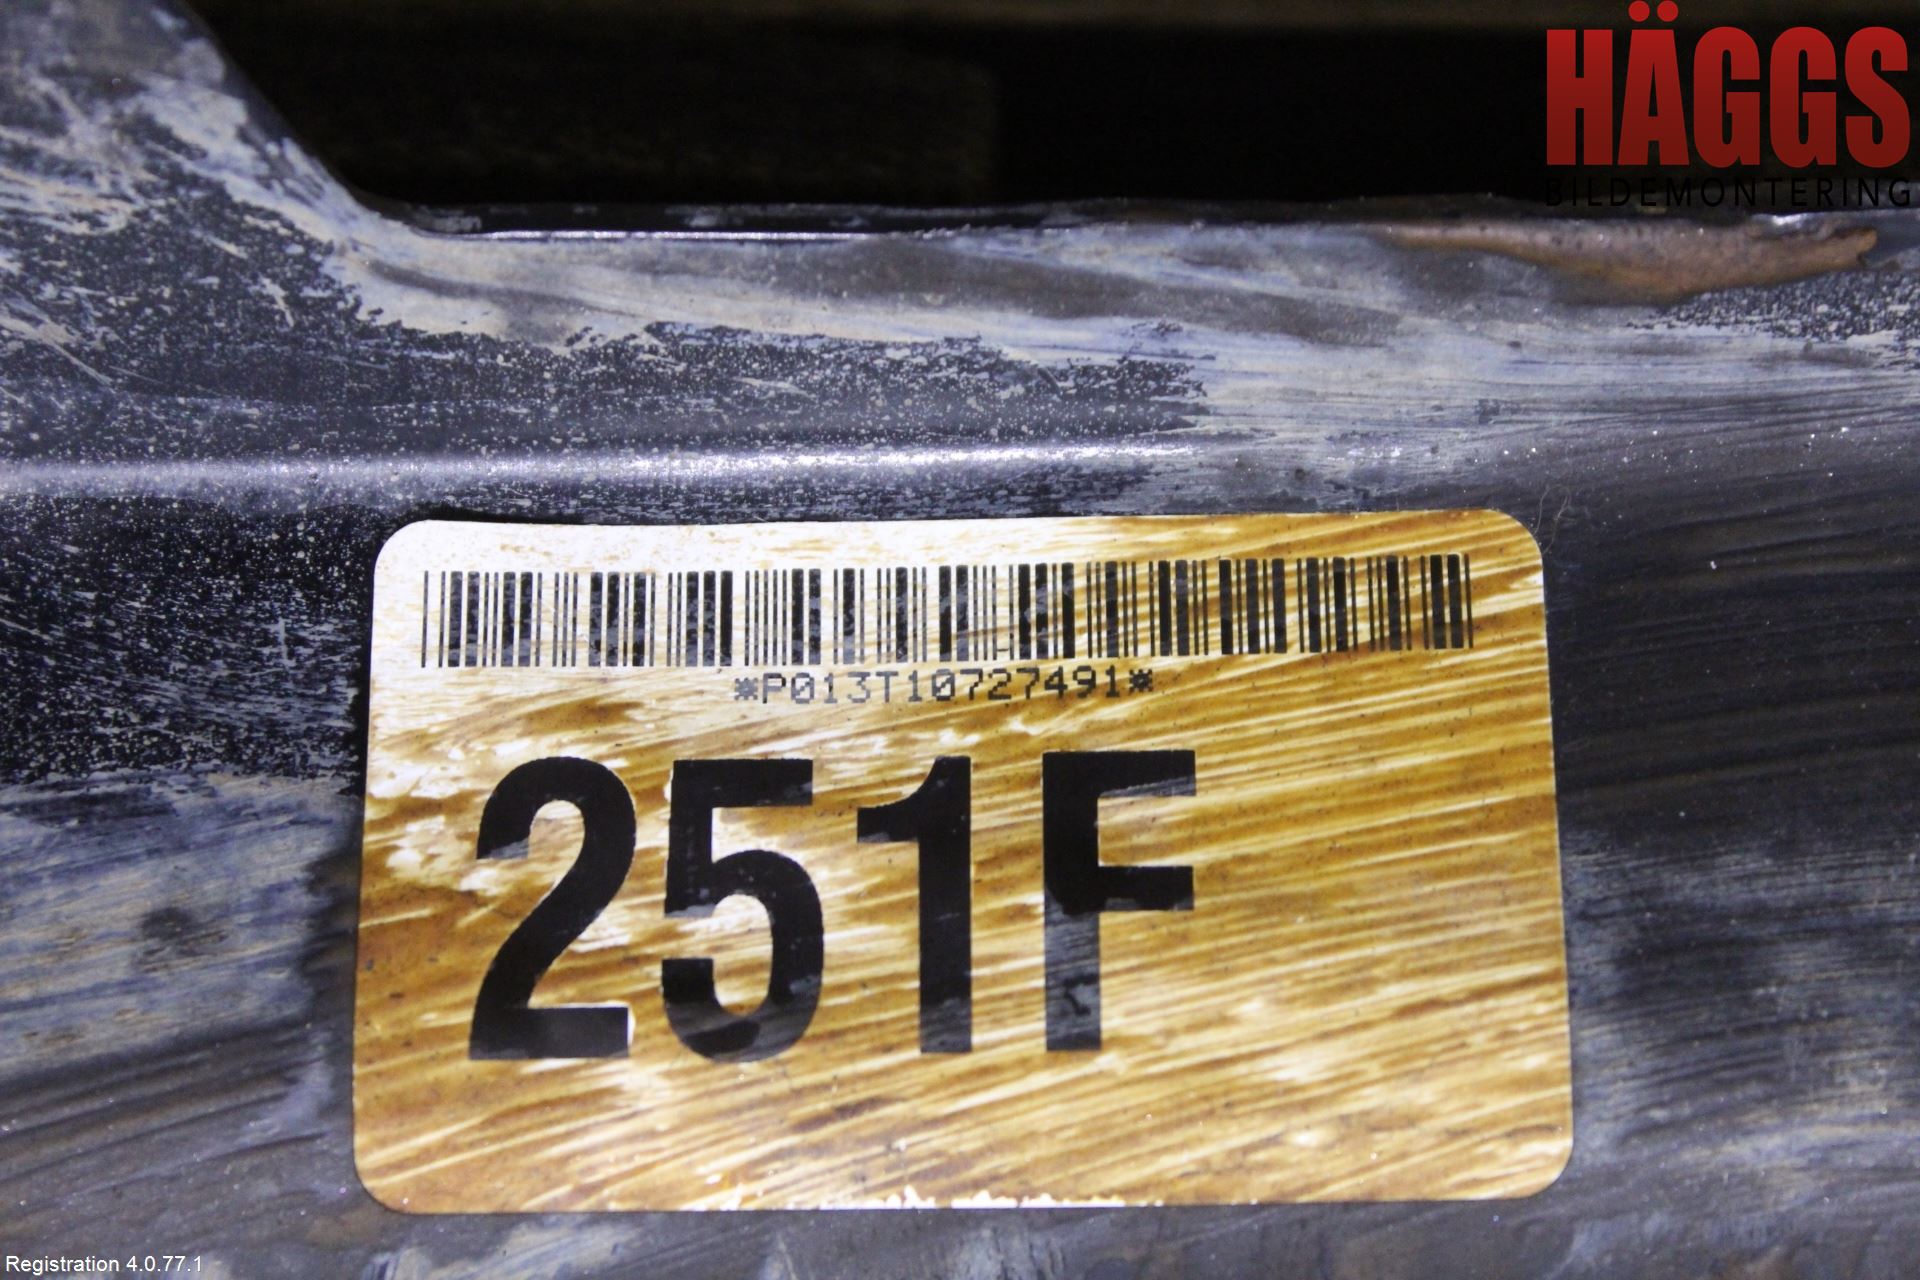 HÄGGS
BILDEMONTERING
*P013T10727491*
251F
Registration 4.0.77.1